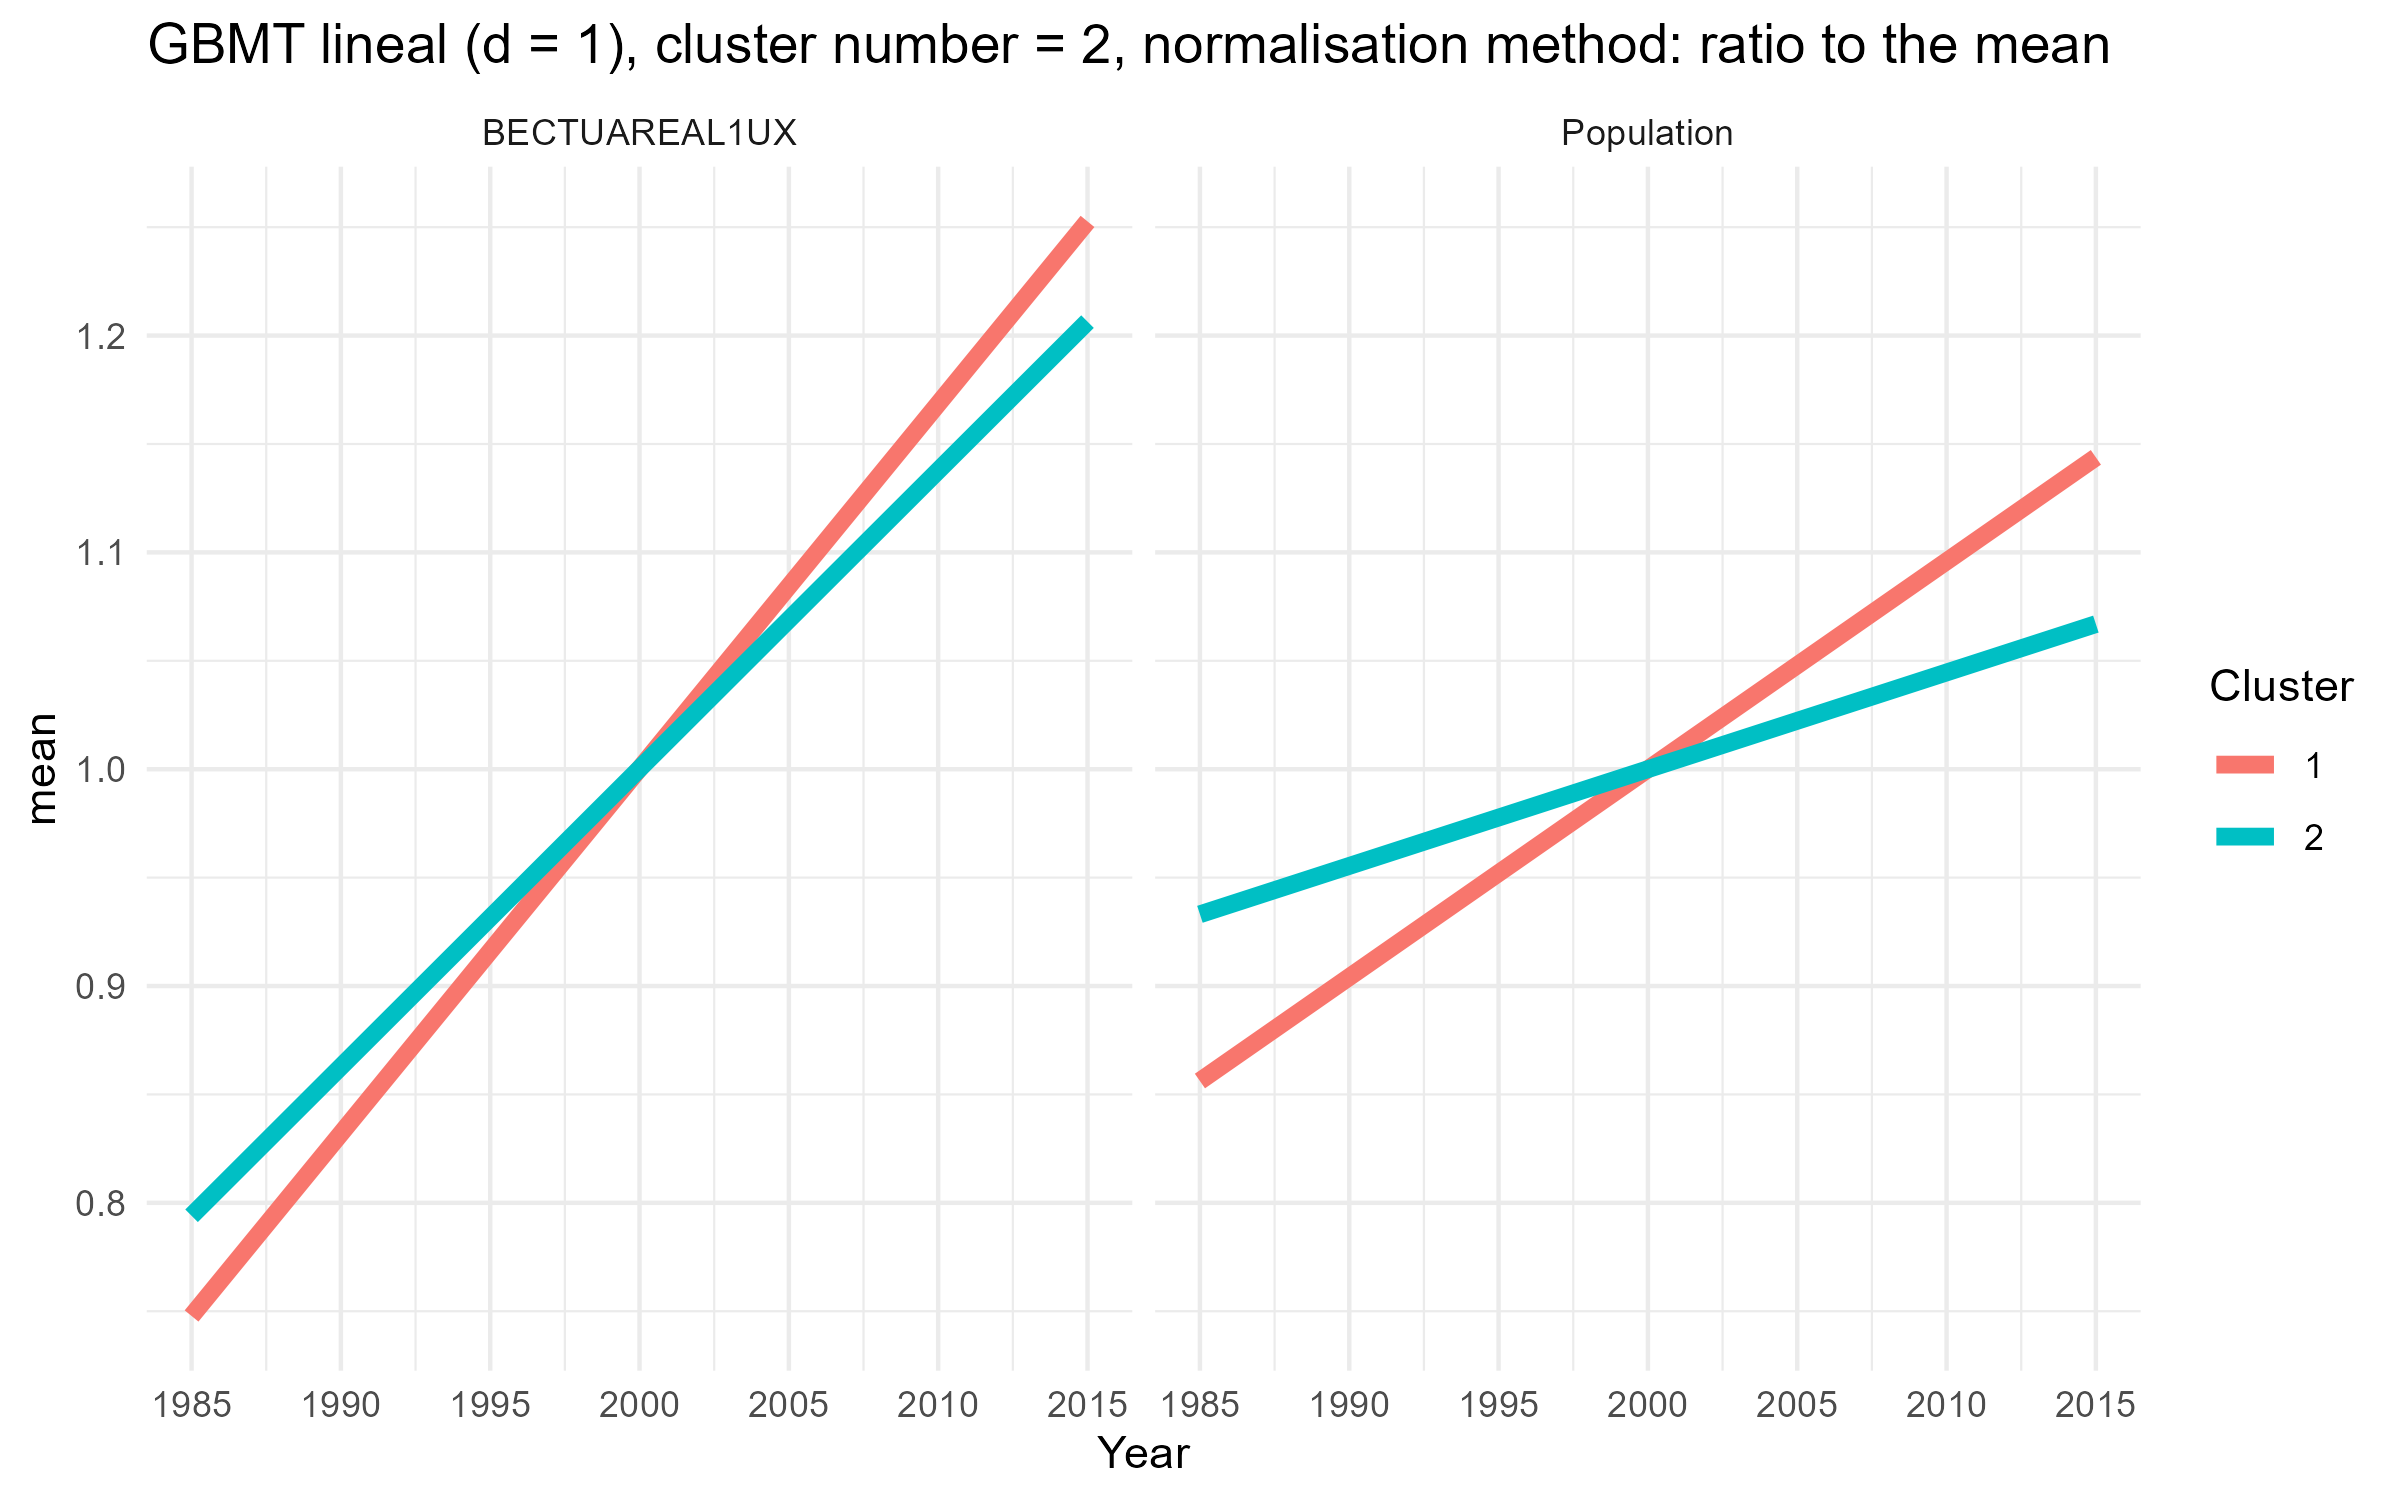 GBMT lineal (d = 1), cluster number = 2, normalisation method: ratio to the mean
BECTUAREAL1UX
Population
mean
1.2
1.1
1.0
0.9
0.8
1985 1990 1995 2000 2005 2010 2015
1985 1990 1995 2000 2005 2010 2015
Year
Cluster
1
2